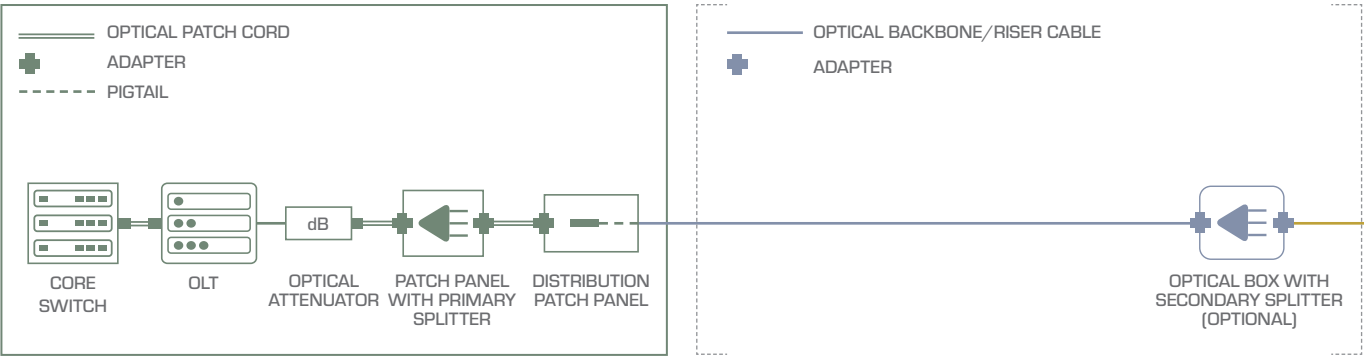 OPTICAL PATCH CORD
ADAPTER
PIGTAIL
OPTICAL BACKBONE/RISER CABLE
ADAPTER
dB
CORE
SWITCH
OLT
OPTICAL
ATTENUATOR
PATCH PANEL
WITH PRIMARY
SPLITTER
DISTRIBUTION
PATCH PANEL
OPTICAL BOX WITH
SECONDARY SPLITTER
(OPTIONAL)